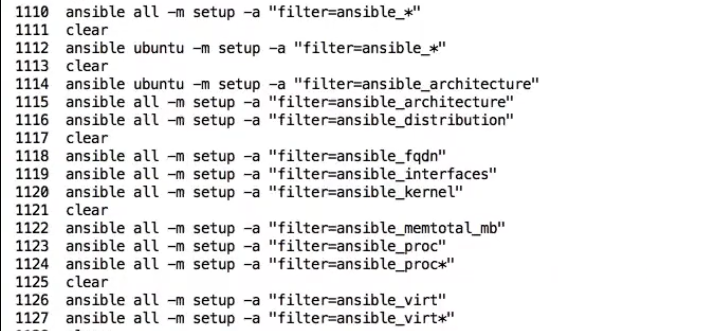 1110 ansible all -m setup -a "filter=ansible_*"
1111 clear
1112 ansible ubuntu -m setup -a "filter=ansible_*"
1113 clear
1114 ansible ubuntu -m setup -a "filter=ansible_architecture"
1115 ansible all -m setup -a "filter=ansible_architecture"
1116 ansible all -m setup -a "filter=ansible_distribution"
1117 clear
1118 ansible all -m setup -a "filter=ansible_fqdn"
1119 ansible all -m setup -a "filter=ansible_interfaces"
1120 ansible all -m setup -a "filter=ansible_kernel"
1121 clear
1122 ansible all -m setup -a "filter=ansible_memtotal_mb"
1123 ansible all -m setup -a "filter=ansible_proc"
1124 ansible all -m setup -a "filter=ansible_proc*"
1125 clear
1126 ansible all -m setup -a "filter=ansible_virt"
1127 ansible all -m setup -a "filter=ansible_virt*"